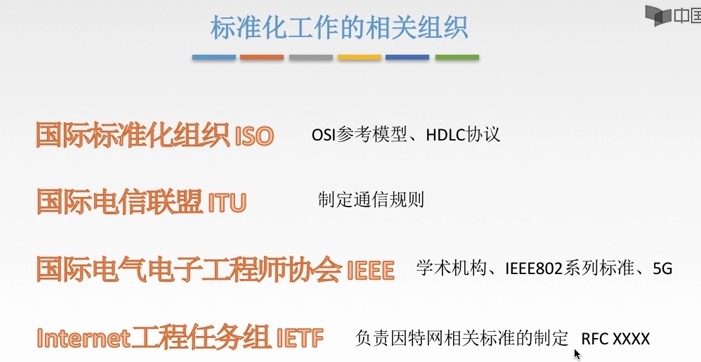 标准化工作的相关组织
中国
国际标准化组织 ISO OSI参考模型、HDLC协议
国际电信联盟 ITU 制定通信规则
国际电气电子工程师协会 IEEE 学术机构、IEEE802系列标准、5G
Internet工程任务组 IETF 负责因特网相关标准的制定 RFC XXXX